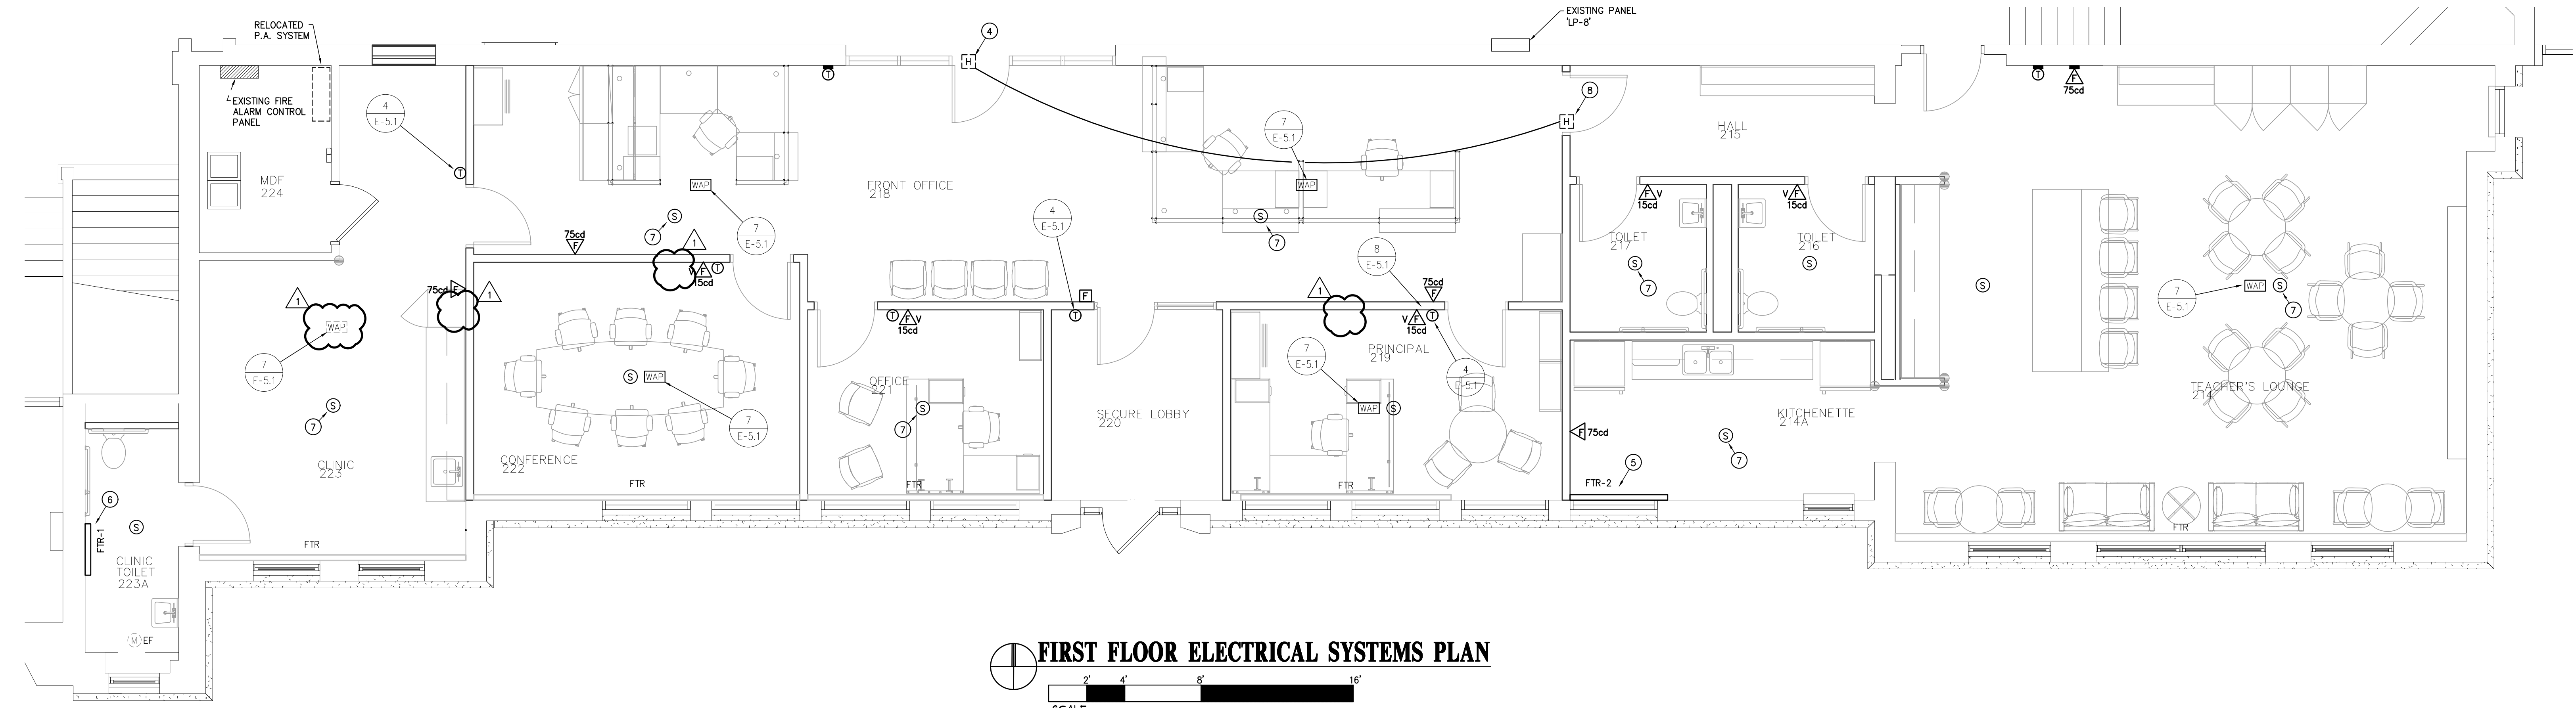 RELOCATED
P.A. SYSTEM
4
EXISTING PANEL
'LP-8'
H
EXISTING FIRE
ALARM CONTROL
PANEL
4
E-5.1
T
T
T
F
75cd
8
H
7
E-5.1
HALL
215
MDF
224
T
WAP
FRONT OFFICE
218
WAP
F V
15cd
V F
15cd
S
7
7
E-5.1
4
E-5.1
S
7
TOILET
217
TOILET
216
75cd
F
1
V F
15cd
T
8
E-5.1
S
7
S
S
7
E-5.1
WAP
S
7
75cd F
1
1
WAP
7
E-5.1
F
T
T
F V
15cd
1
75cd
F
V F
15cd
T
PRINCIPAL
219
7
E-5.1
4
E-5.1
S
WAP
7
E-5.1
OFFICE
221
S
7
WAP
S
SECURE LOBBY
220
KITCHENETTE
214A
TEACHER'S LOUNGE
214
S
7
F 75cd
S
7
CONFERENCE
222
CLINIC
223
FTR
FTR
FTR
FTR-2
5
6
S
FTR-1
FTR
FTR
CLINIC
TOILET
223A
M EF
FIRST FLOOR ELECTRICAL SYSTEMS PLAN
2' 4' 8' 16'
SCALE